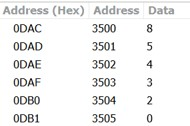 Address (Hex) Address Data
0DAC 3500 8
0DAD 3501 5
0DAE 3502 4
0DAF 3503 3
0DB0 3504 2
0DB1 3505 0